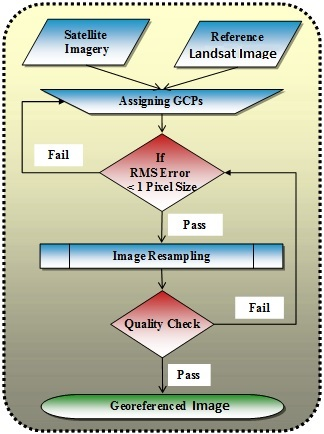 Satellite
Imagery
Reference
Landsat Image
Assigning GCPs
Fail
If
RMS Error
< 1 Pixel Size
Pass
Image Resampling
Quality Check
Fail
Pass
Georeferenced Image